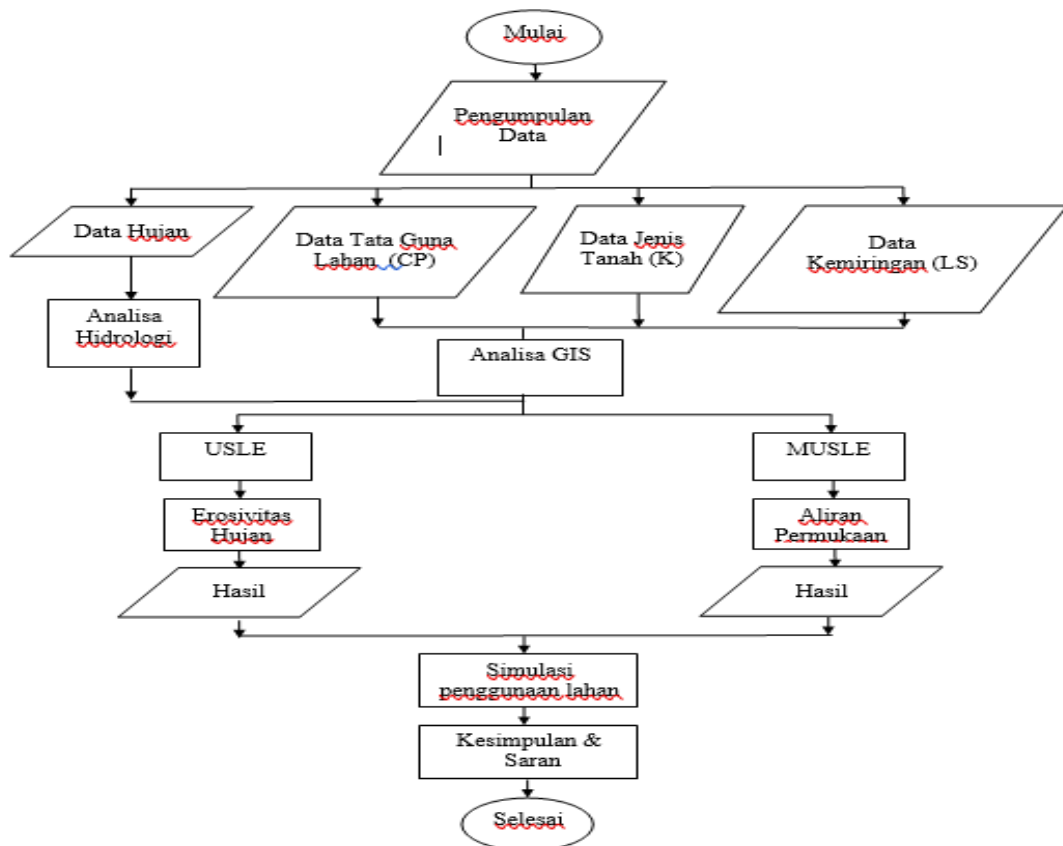 Mulai
Pengumpulan
Data
Data Hujan
Data Tata Guna
Lahan (CP)
Data Jenis
Tanah (K)
Data
Kemiringan (LS)
Analisa
Hidrologi
Analisa GIS
USLE
MUSLE
Erosivitas
Hujan
Aliran
Permukaan
Hasil
Hasil
Simulasi
penggunaan lahan
Kesimpulan &
Saran
Selesai